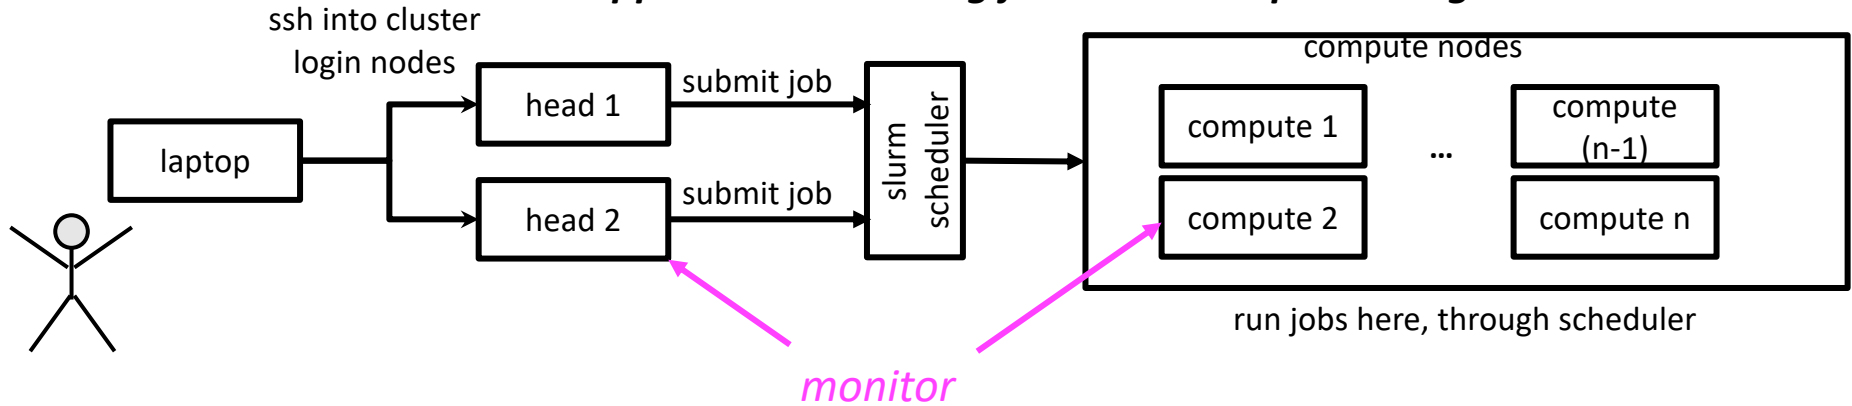 ssh into cluster
login nodes
compute nodes
head 1
submit job
compute 1
compute
(n-1)
laptop
slurm
scheduler
...
head 2
submit job
compute 2
compute n
run jobs here, through scheduler
monitor